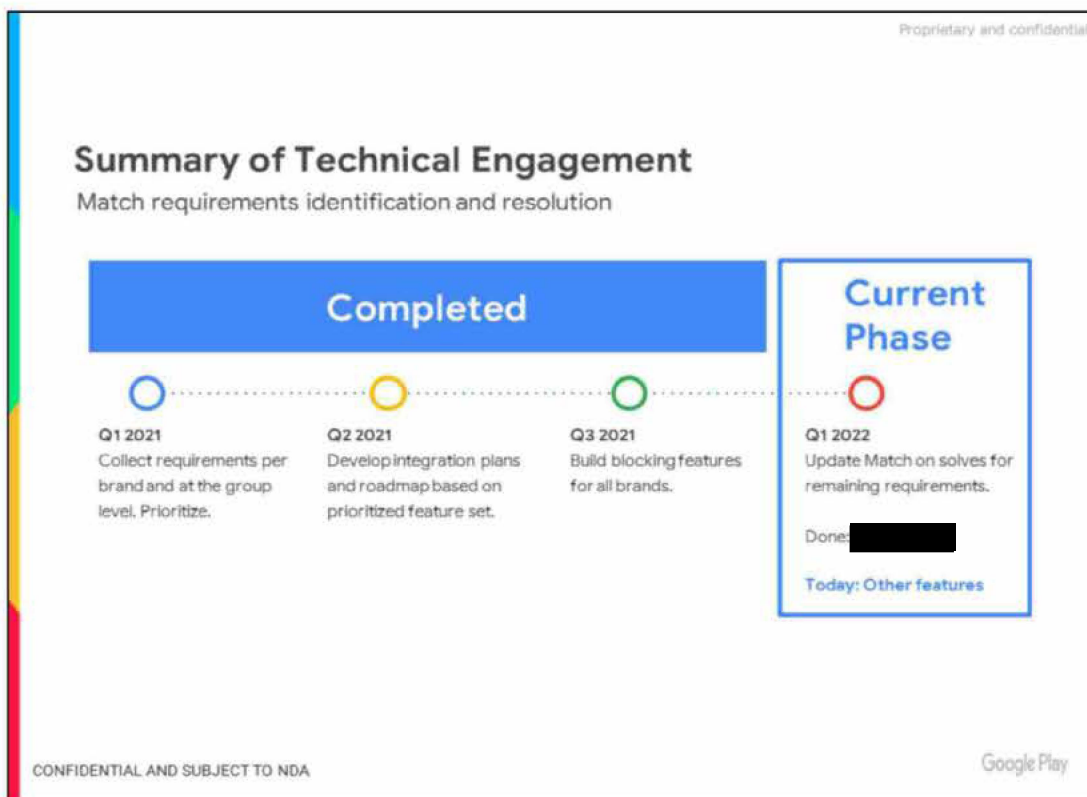 Proprietary and confidential
Summary of Technical Engagement
Match requirements identification and resolution
Completed
Current
Phase
Q1 2021
Collect requirements per
brand and at the group
level. Prioritize.
Q2 2021
Develop integration plans
and roadmap based on
prioritized feature set.
Q3 2021
Build blocking features
for all brands.
Q1 2022
Update Match on solves for
remaining requirements.
Done:
Today: Other features
CONFIDENTIAL AND SUBJECT TO NDA
Google Play